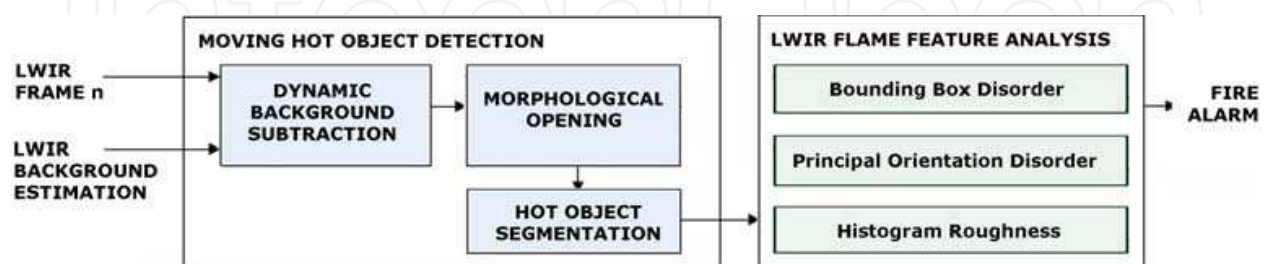 LWIR
FRAME n
LWIR
BACKGROUND
ESTIMATION
MOVING HOT OBJECT DETECTION
DYNAMIC
BACKGROUND
SUBTRACTION
MORPHOLOGICAL
OPENING
HOT OBJECT
SEGMENTATION
LWIR FLAME FEATURE ANALYSIS
Bounding Box Disorder
Principal Orientation Disorder
Histogram Roughness
FIRE
ALARM